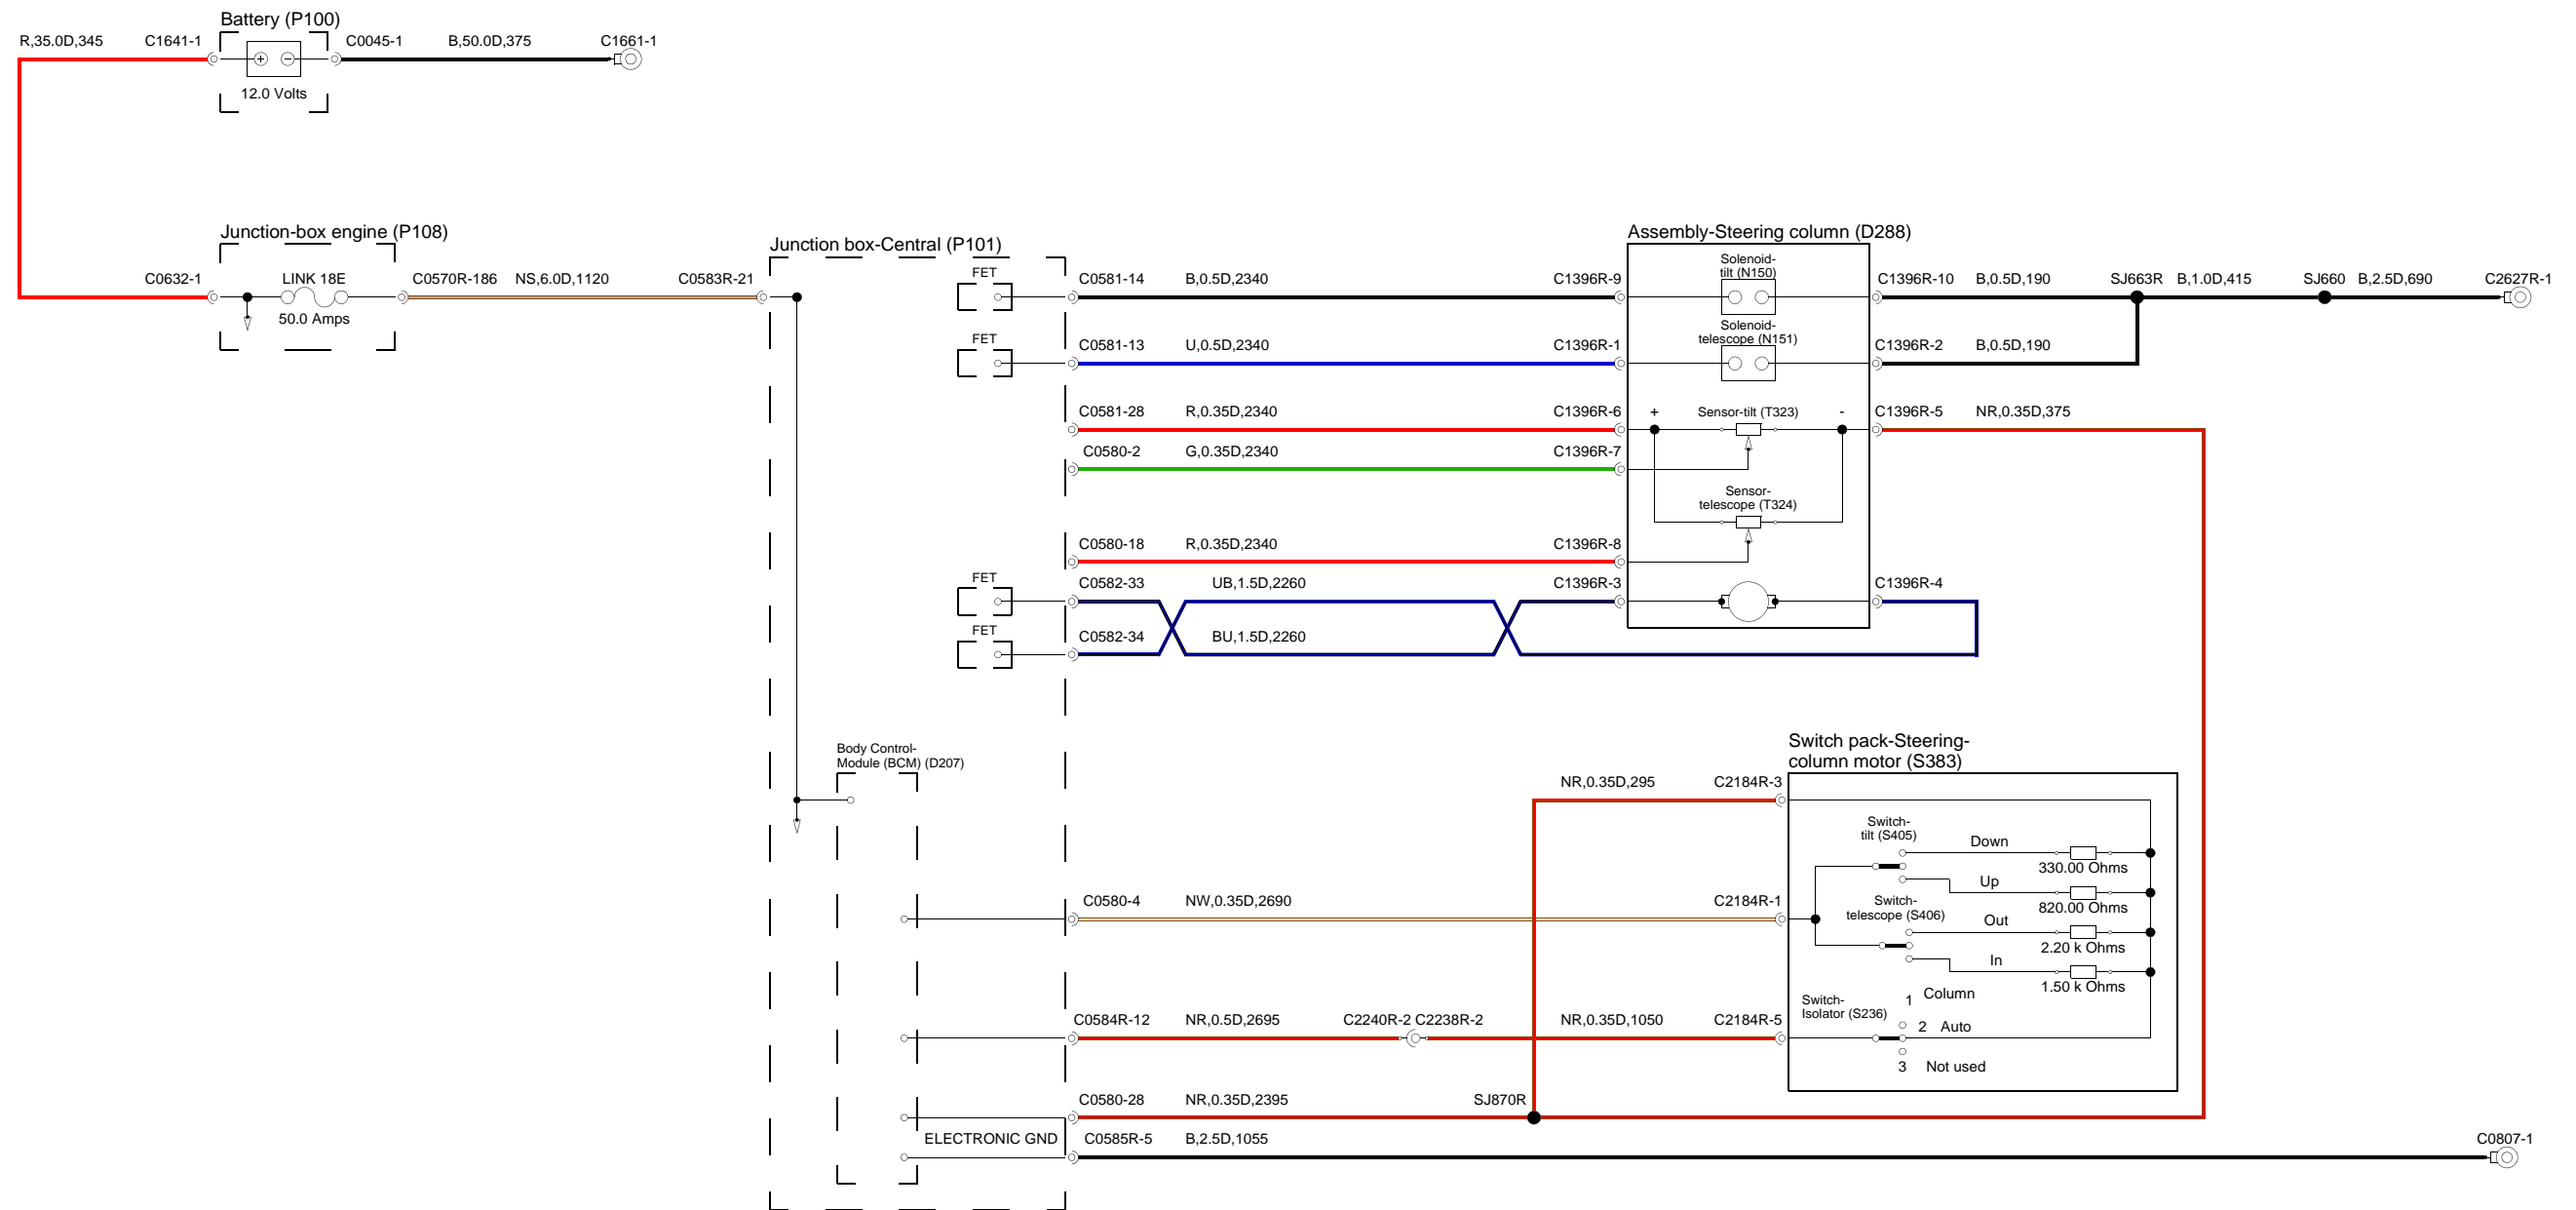 Battery (P100)
R,35.0D,345
C1641-1
C0045-1
B,50.0D,375
C1661-1
12.0 Volts
Junction-box engine (P108)
C0632-1
LINK 18E
50.0 Amps
C0570R-186
NS,6.0D,1120
C0583R-21
Junction box-Central (P101)
FET
C0581-14
B,0.5D,2340
C1396R-9
FET
C0581-13
U,0.5D,2340
C1396R-1
C0581-28
R,0.35D,2340
C1396R-6
C0580-2
G,0.35D,2340
C1396R-7
C0580-18
R,0.35D,2340
C1396R-8
FET
C0582-33
UB,1.5D,2260
C1396R-3
FET
C0582-34
BU,1.5D,2260
Assembly-Steering column (D288)
Solenoid-
tilt (N150)
Solenoid-
telescope (N151)
+
Sensor-tilt (T323)
-
Sensor-
telescope (T324)
C1396R-10
B,0.5D,190
SJ663R
B,1.0D,415
SJ660
B,2.5D,690
C2627R-1
C1396R-2
B,0.5D,190
C1396R-5
NR,0.35D,375
C1396R-4
Body Control-
Module (BCM) (D207)
Switch pack-Steering-
column motor (S383)
NR,0.35D,295
C2184R-3
Switch-
tilt (S405)
Down
330.00 Ohms
Up
820.00 Ohms
C0580-4
NW,0.35D,2690
C2184R-1
Switch-
telescope (S406)
Out
2.20 k Ohms
In
1.50 k Ohms
Switch-
Isolator (S236)
1
Column
2
Auto
3
Not used
C0584R-12
NR,0.5D,2695
C2240R-2
C2238R-2
NR,0.35D,1050
C2184R-5
C0580-28
NR,0.35D,2395
SJ870R
ELECTRONIC GND
C0585R-5
B,2.5D,1055
C0807-1